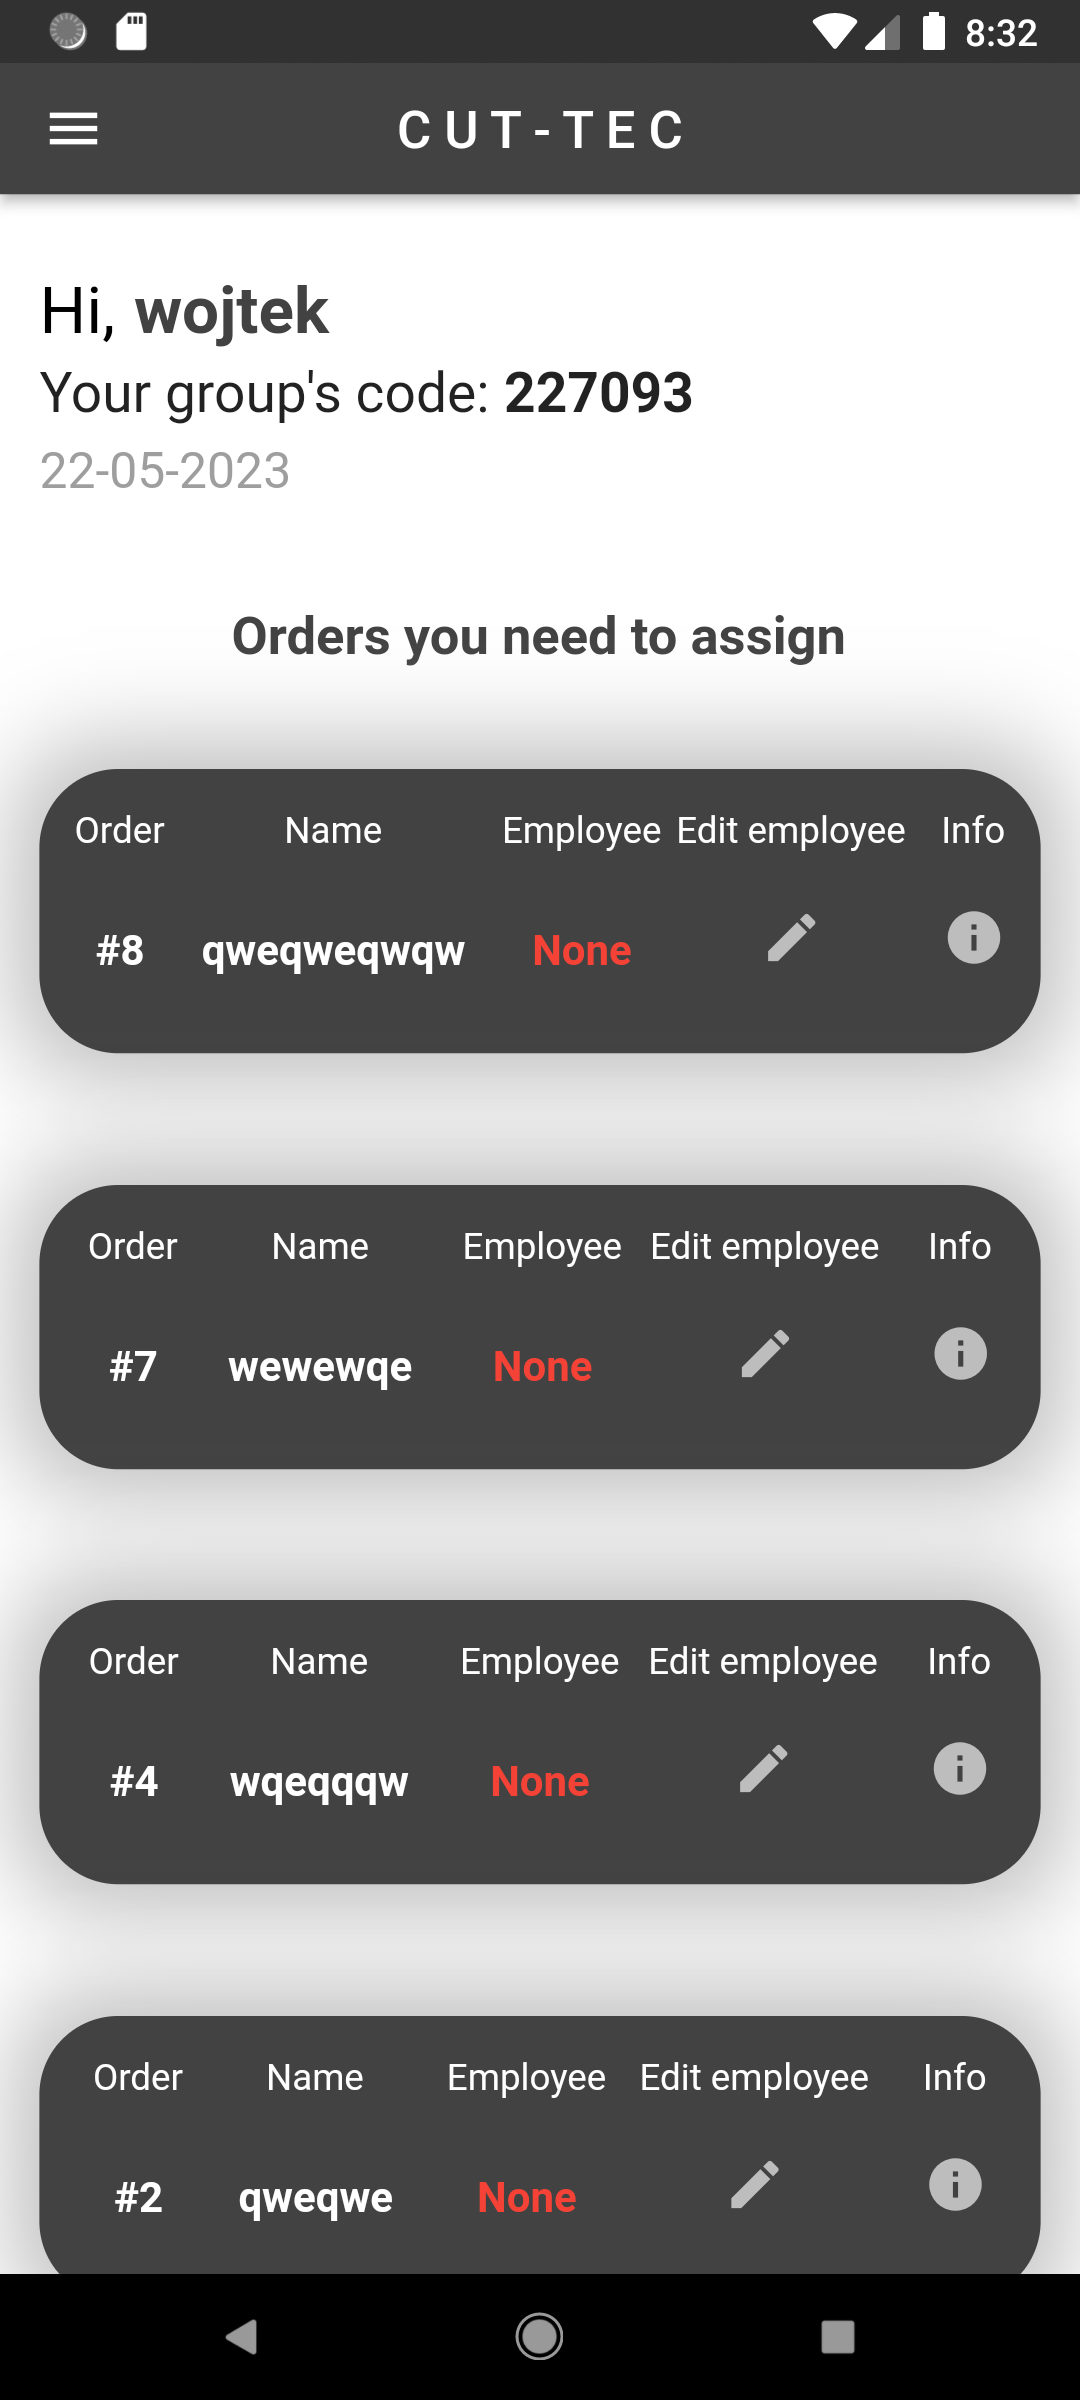 8:32
CUT-TEC
Hi, wojtek
Your group's code: 227093
22-05-2023
Orders you need to assign
Order Name Employee Edit employee Info
#8 qweqweqwqw None
Order Name Employee Edit employee Info
#7 wewewqe None
Order Name Employee Edit employee Info
#4 wqeqqqw None
Order Name Employee Edit employee Info
#2 qweqwe None